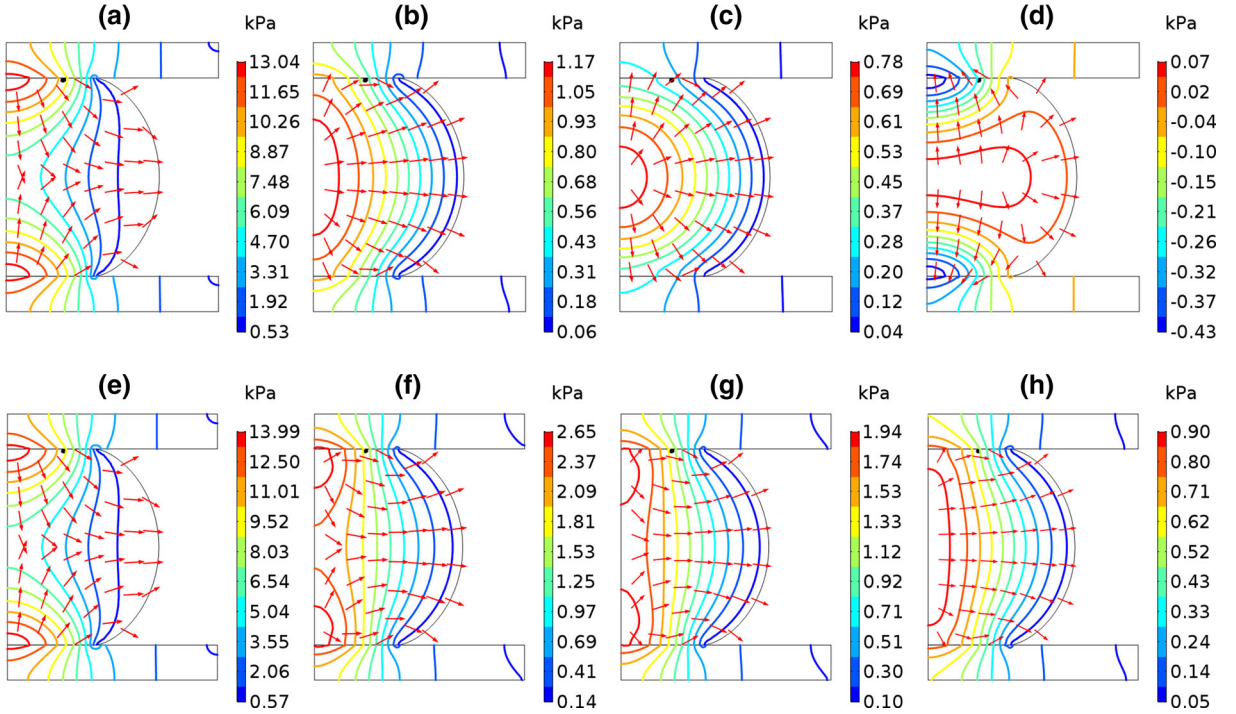 (a) (b) (c) (d)
kPa kPa kPa kPa
13.04 1.17 0.78 0.07
11.65 1.05 0.69 0.02
10.26 0.93 0.61 -0.04
8.87 0.80 0.53 -0.10
7.48 0.68 0.45 -0.15
6.09 0.56 0.37 -0.21
4.70 0.43 0.28 -0.26
3.31 0.31 0.20 -0.32
1.92 0.18 0.12 -0.37
0.53 0.06 0.04 -0.43
(e) (f) (g) (h)
kPa kPa kPa kPa
13.99 2.65 1.94 0.90
12.50 2.37 1.74 0.80
11.01 2.09 1.53 0.71
9.52 1.81 1.33 0.62
8.03 1.53 1.12 0.52
6.54 1.25 0.92 0.43
5.04 0.97 0.71 0.33
3.55 0.69 0.51 0.24
2.06 0.41 0.30 0.14
0.57 0.14 0.10 0.05